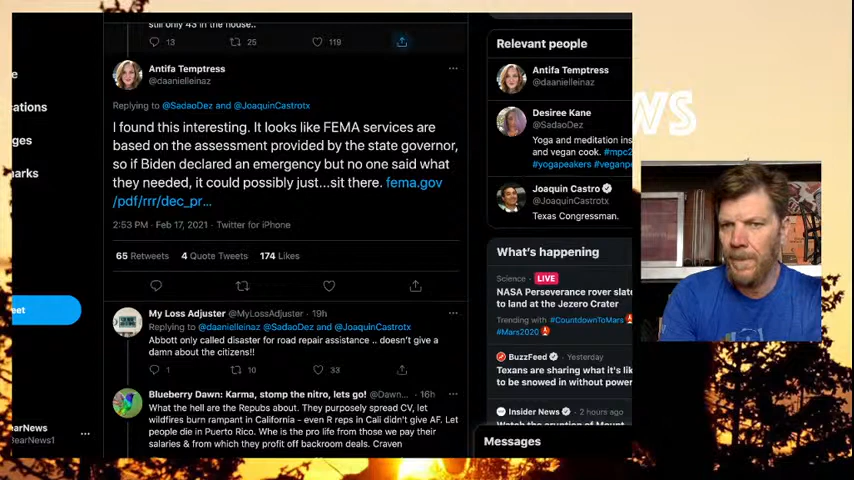 still only 43 in the house..
13 25 119
Antifa Temptress
@daanielleinaz
Replying to @SadaoDez and @JoaquinCastrotx
I found this interesting. It looks like FEMA services are
based on the assessment provided by the state governor,
so if Biden declared an emergency but no one said what
they needed, it could possibly just...sit there. fema.gov
/pdf/rrr/dec_pr...
2:53 PM · Feb 17, 2021 · Twitter for iPhone
65 Retweets 4 Quote Tweets 174 Likes
My Loss Adjuster @MyLossAdjuster · 19h
Replying to @daanielleinaz @SadaoDez and @JoaquinCastrotx
Abbott only called disaster for road repair assistance .. doesn't give a
damn about the citizens!!
1 10 33
Blueberry Dawn: Karma, stomp the nitro, lets go! @Dawn... · 16h
What the hell are the Repubs about. They purposely spread CV, let
wildfires burn rampant in California - even R reps in Cali didn't give AF. Let
people die in Puerto Rico. Whe is the pro life from those we pay their
salaries & from which they profit off backroom deals. Craven
e
ations
ges
arks
eet
earNews
earNews1
Relevant people
Antifa Temptress
@daanielleinaz
Desiree Kane
@SadaoDez
Yoga and meditation ins
and vegan cook. #mpc2
#yogapeekers #veganpe
Joaquin Castro
@JoaquinCastrotx
Texas Congressman.
What's happening
Science · LIVE
NASA Perseverance rover slate
to land at the Jezero Crater
Trending with #CountdownToMars
#Mars2020
BuzzFeed · Yesterday
Texans are sharing what it's lik
to be snowed in without power
Insider News · 2 hours ago
Messages
WS